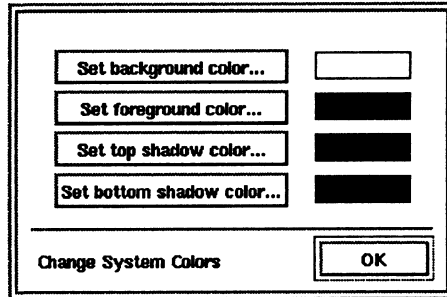 Set background color...
Set foreground color...
Set top shadow color...
Set bottom shadow color...
Change System Colors
OK